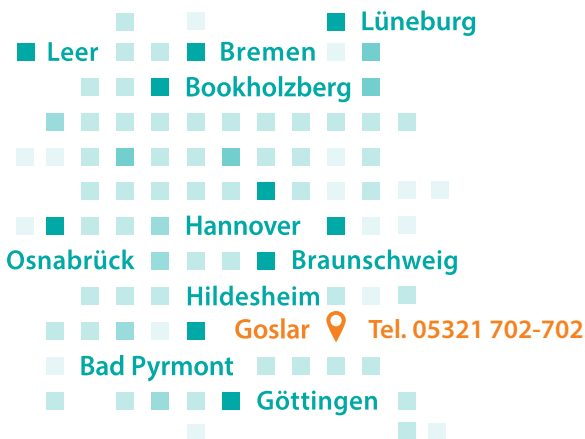 Lüneburg
Leer Bremen
Bookholzberg
Hannover
Osnabrück Braunschweig
Hildesheim
Goslar Tel. 05321 702-702
Bad Pyrmont
Göttingen